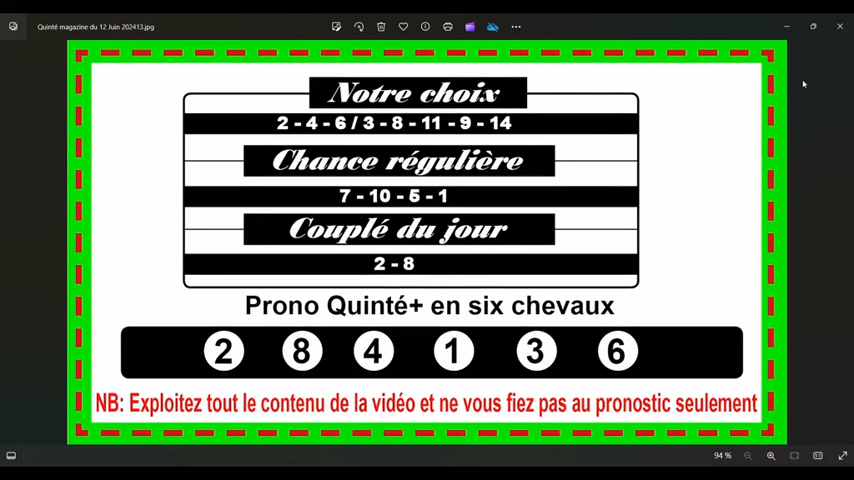 Quinté magazine du 12 Juin 202413.jpg
Notre choix
2 - 4 - 6 / 3 - 8 - 11 - 9 - 14
Chance régulière
7 - 10 - 5 - 1
Couplé du jour
2 - 8
Prono Quinté+ en six chevaux
2 8 4 1 3 6
NB: Exploitez tout le contenu de la vidéo et ne vous fiez pas au pronostic seulement
94 %